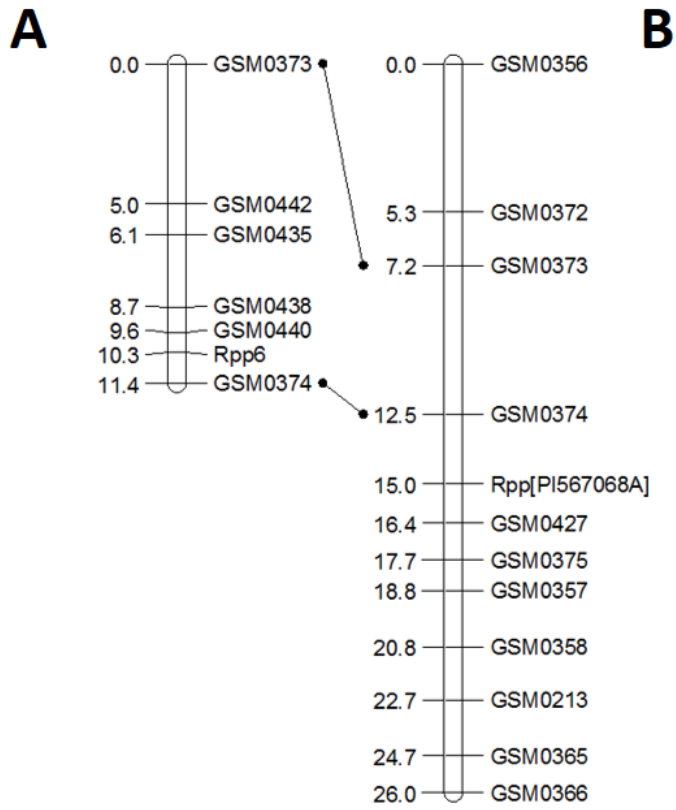 A
B
0.0 GSM0373
5.0 GSM0442
6.1 GSM0435
8.7 GSM0438
9.6 GSM0440
10.3 Rpp6
11.4 GSM0374
0.0 GSM0356
5.3 GSM0372
7.2 GSM0373
12.5 GSM0374
15.0 Rpp[PI567068A]
16.4 GSM0427
17.7 GSM0375
18.8 GSM0357
20.8 GSM0358
22.7 GSM0213
24.7 GSM0365
26.0 GSM0366